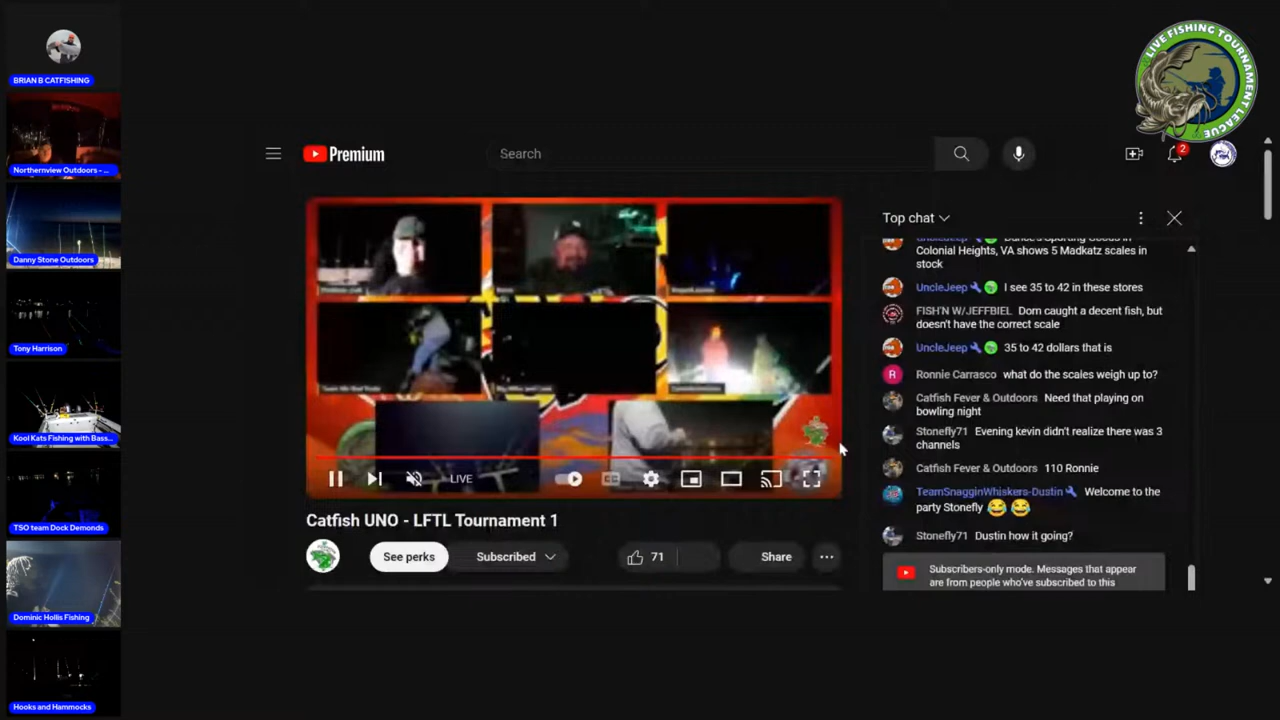 BRIAN B CATFISHING
Northernview Outdoors - ...
Danny Stone Outdoors
Tony Harrison
Kool Kats Fishing with Bass...
TSO team Dock Demonds
Dominic Hollis Fishing
Hooks and Hammocks
LIVE FISHING TOURNAMENT LEAGUE
Premium
Search
2
LIVE
CC
Catfish UNO - LFTL Tournament 1
See perks
Subscribed
71
Share
Top chat
Colonial Heights, VA shows 5 Madkatz scales in
stock
UncleJeep I see 35 to 42 in these stores
FISH'N W/JEFFBIEL Dom caught a decent fish, but
doesn't have the correct scale
UncleJeep 35 to 42 dollars that is
R
Ronnie Carrasco what do the scales weigh up to?
Catfish Fever & Outdoors Need that playing on
bowling night
Stonefly71 Evening kevin didn't realize there was 3
channels
Catfish Fever & Outdoors 110 Ronnie
TeamSnagginWhiskers-Dustin Welcome to the
party Stonefly 😂 😂
Stonefly71 Dustin how it going?
Subscribers-only mode. Messages that appear
are from people who've subscribed to this